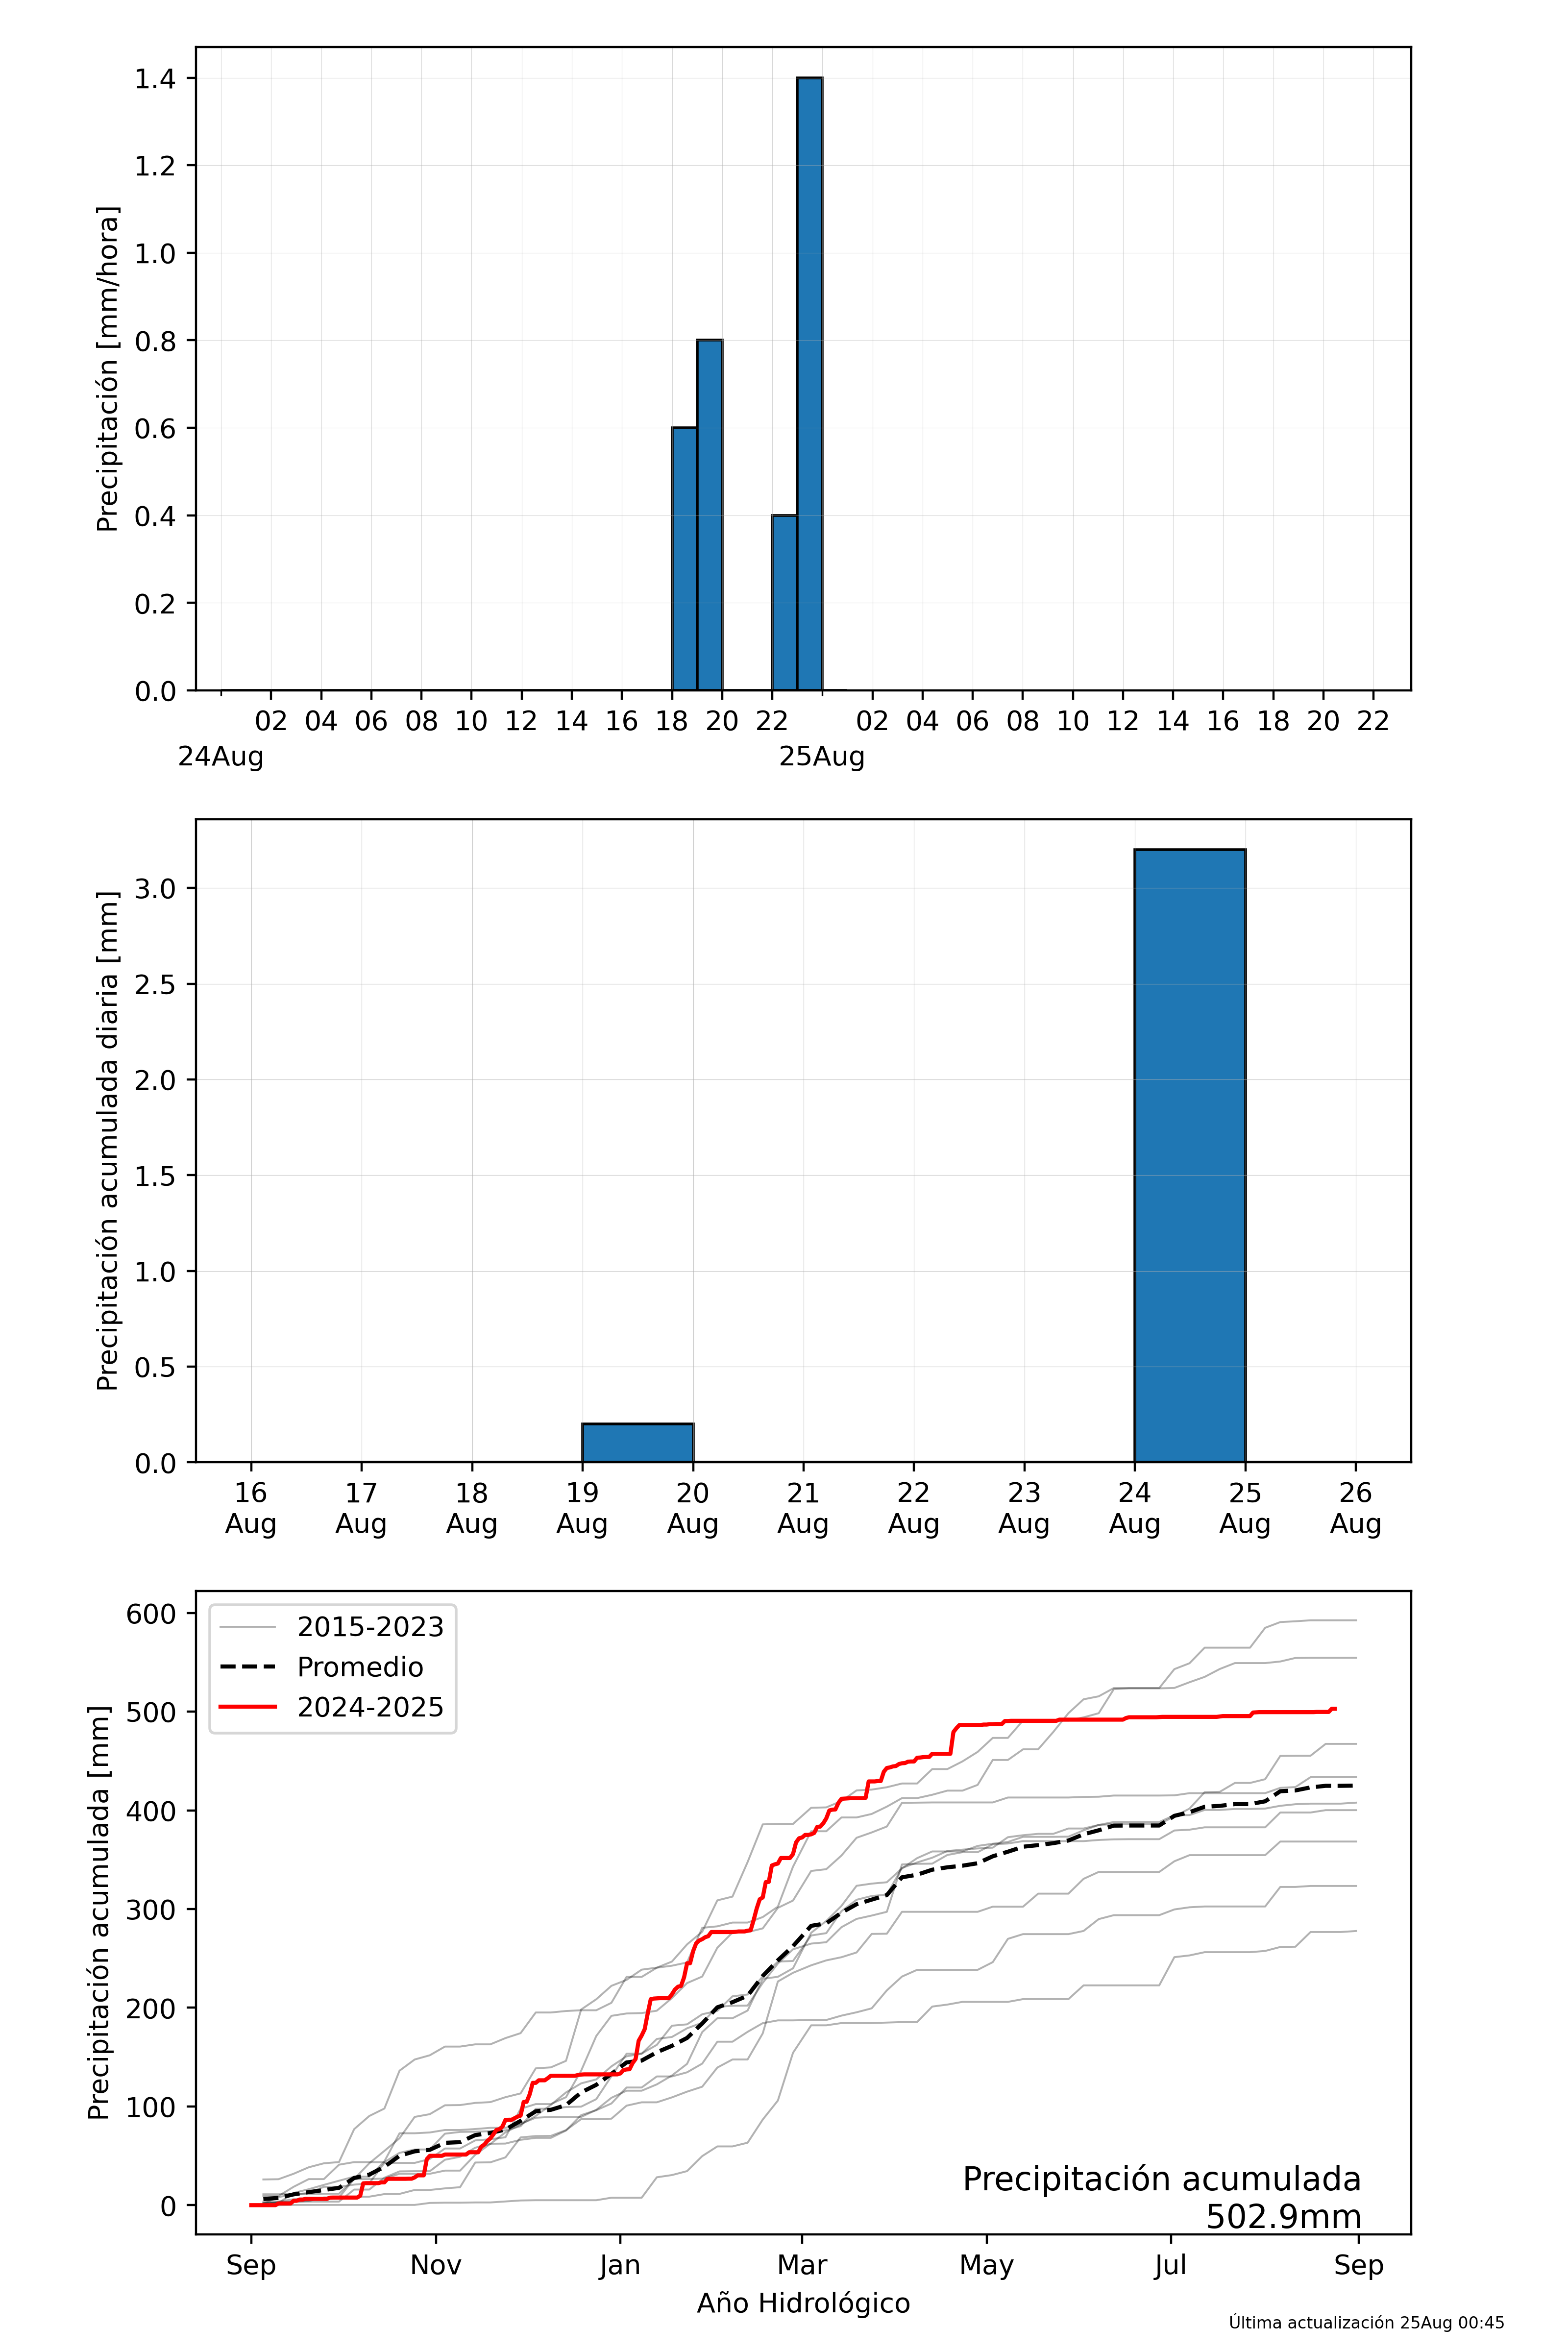 Precipitación [mm/hora]
1.4
1.2
1.0
0.8
0.6
0.4
0.2
0.0
02 04 06 08 10 12 14 16 18 20 22 02 04 06 08 10 12 14 16 18 20 22
24Aug 25Aug
Precipitación acumulada diaria [mm]
3.0
2.5
2.0
1.5
1.0
0.5
0.0
16 17 18 19 20 21 22 23 24 25 26
Aug Aug Aug Aug Aug Aug Aug Aug Aug Aug Aug
Precipitación acumulada [mm]
600
500
400
300
200
100
0
2015-2023
Promedio
2024-2025
Precipitación acumulada
502.9mm
Sep Nov Jan Mar May Jul Sep
Año Hidrológico
Última actualización 25Aug 00:45